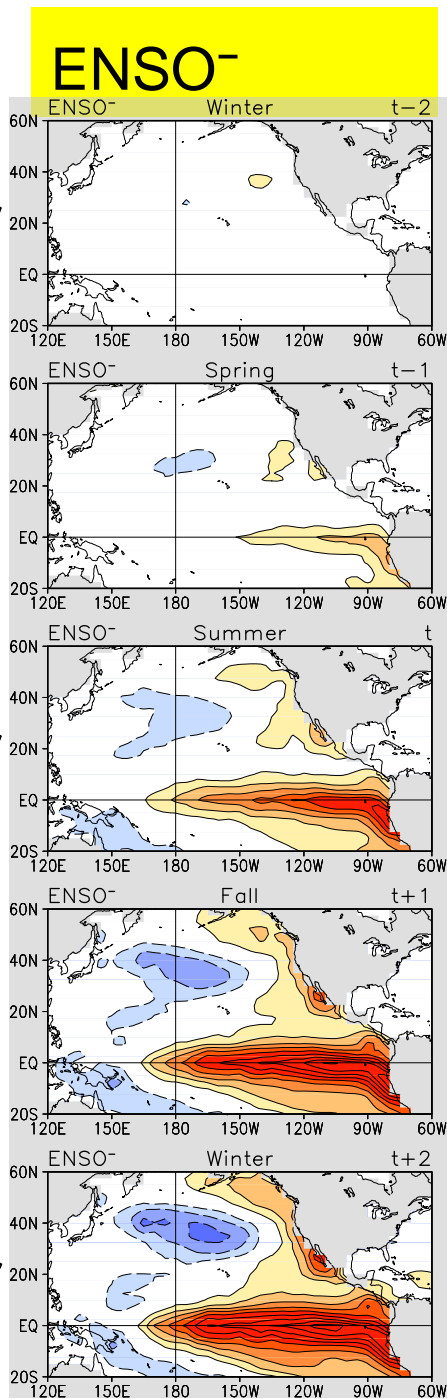 ENSO⁻
ENSO⁻ Winter t−2
60N
40N
20N
EQ
20S
120E 150E 180 150W 120W 90W 60W
ENSO⁻ Spring t−1
60N
40N
20N
EQ
20S
120E 150E 180 150W 120W 90W 60W
ENSO⁻ Summer t
60N
40N
20N
EQ
20S
120E 150E 180 150W 120W 90W 60W
ENSO⁻ Fall t+1
60N
40N
20N
EQ
20S
120E 150E 180 150W 120W 90W 60W
ENSO⁻ Winter t+2
60N
40N
20N
EQ
20S
120E 150E 180 150W 120W 90W 60W